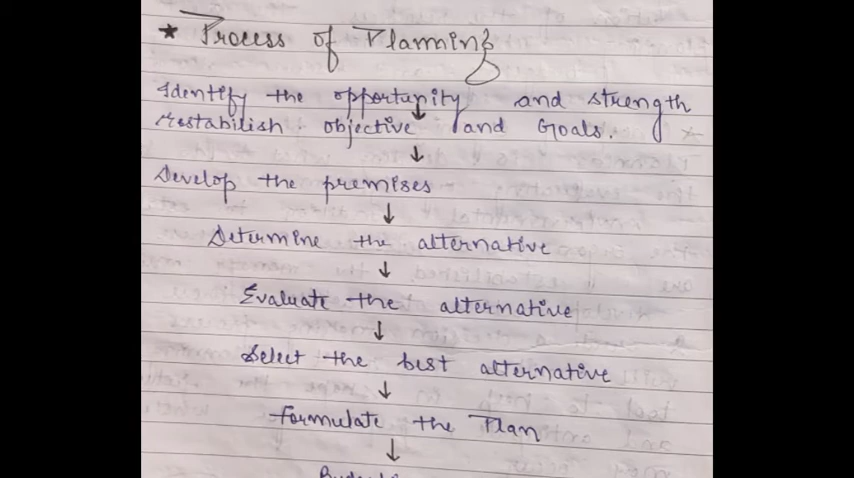 * Process of Planning
Identify the opportunity and strength
↓
restabilish objective and Goals.
↓
Develop the premises
↓
Determine the alternative
↓
Evaluate the alternative
↓
Select the best alternative
↓
formulate the Plan
↓